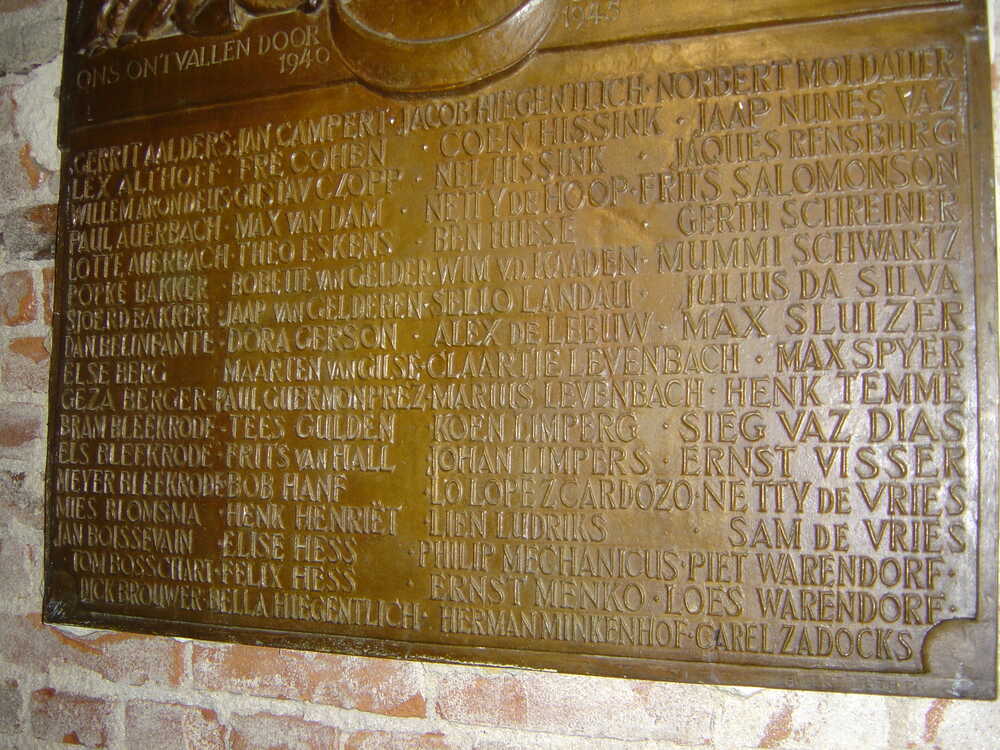 ONS ONTVALLEN DOOR
1940 1945
GERRIT AALDERS · JAN CAMPERT · JACOB HIEGENTLICH · NORBERT MOLDAUER
LEX ALTHOFF · FRÉ COHEN · COEN HISSINK · JAAP NUNES VAZ
WILLEM ARONDEUS · GUSTAV CZOPP · NEL HISSINK · JAQUES RENSBURG
PAUL AUERBACH · MAX VAN DAM · NETTY DE HOOP · FRITS SALOMONSON
LOTTE AUERBACH · THEO ESKENS · BEN HUESE · GERTH SCHREINER
POPKE BAKKER · BOBETTE VAN GELDER · WIM V.D. KAADEN · MUMMI SCHWARTZ
SJOERD BAKKER · JAAP VAN GELDEREN · SELLO LANDAU · JULIUS DA SILVA
DAN. BELINFANTE · DORA GERSON · ALEX DE LEEUW · MAX SLUIZER
ELSE BERG · MAARTEN VAN GILSE · CLAARTIE LEVENBACH · MAX SPYER
GEZA BERGER · PAUL GUERMONPREZ · MARIUS LEVENBACH · HENK TEMME
BRAM BLEEKRODE · TEES GULDEN · KOEN LIMPERG · SIEG VAZ DIAS
ELS BLEEKRODE · FRITS VAN HALL · JOHAN LIMPERS · ERNST VISSER
MEYER BLEEKRODE · BOB HANF · LO LOPEZ CARDOZO · NETTY DE VRIES
MIES BLOMSMA · HENK HENRIËT · LIEN LUDRIKS · SAM DE VRIES
JAN BOISSEVAIN · ELISE HESS · PHILIP MECHANICUS · PIET WARENDORF ·
TOM BOSSCHART · FELIX HESS · ERNST MENKO · LOES WARENDORF ·
DICK BROUWER · BELLA HIEGENTLICH · HERMAN MINKENHOF · CAREL ZADOCKS